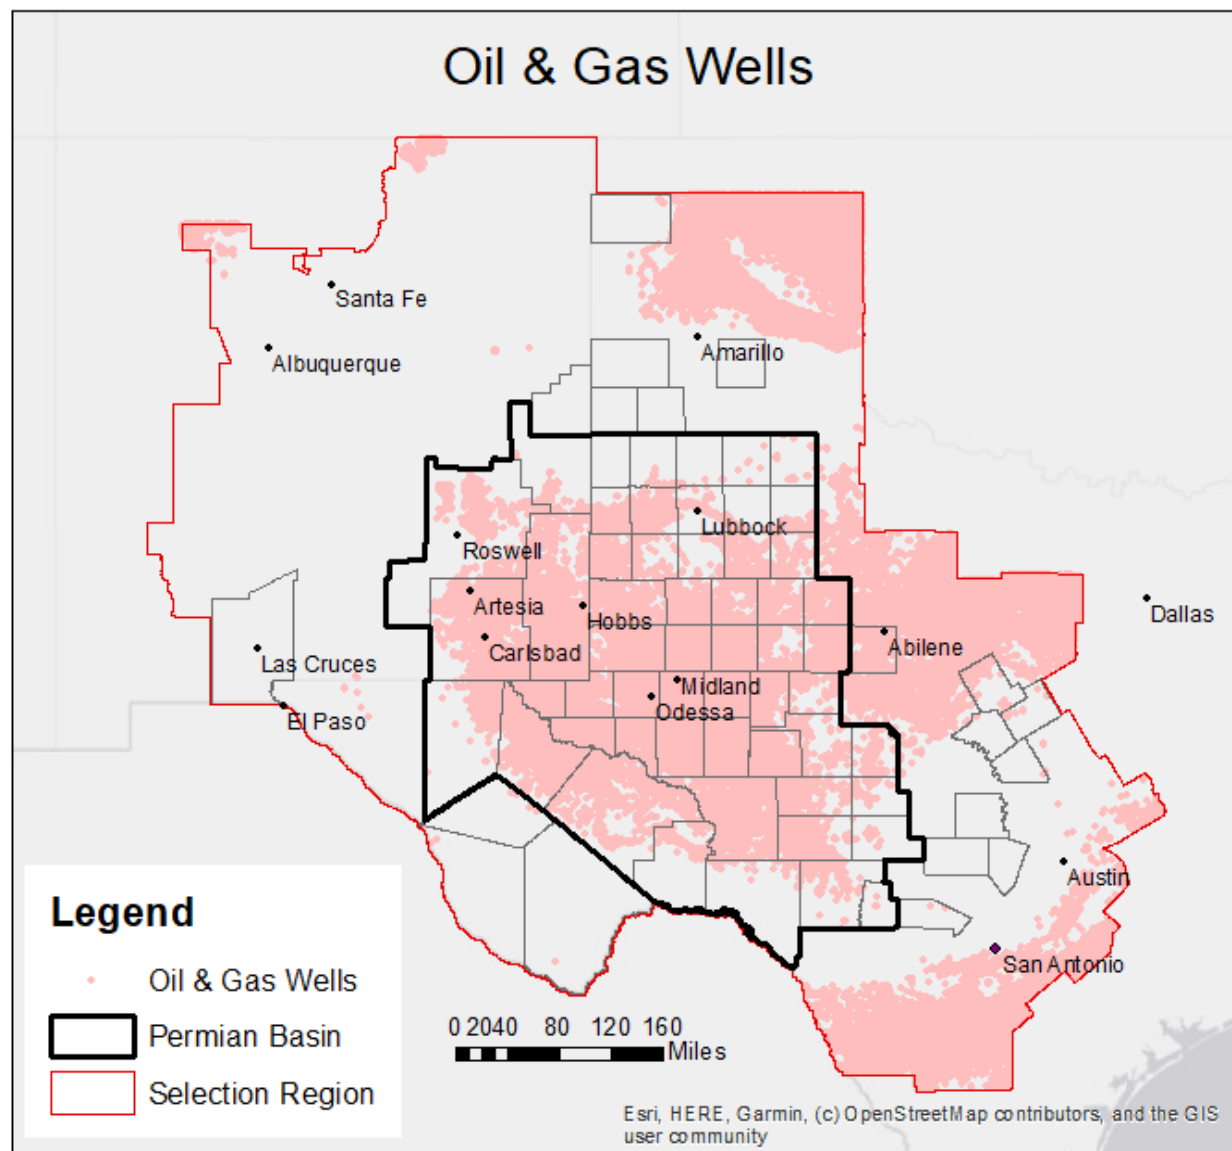 Oil & Gas Wells
Santa Fe
Albuquerque
Amarillo
Lubbock
Roswell
Artesia
Hobbs
Dallas
Abilene
Carlsbad
Las Cruces
Midland
Odessa
El Paso
Austin
San Antonio
Legend
Oil & Gas Wells
Permian Basin
Selection Region
0 20 40 80 120 160
Miles
Esri, HERE, Garmin, (c) OpenStreetMap contributors, and the GIS
user community